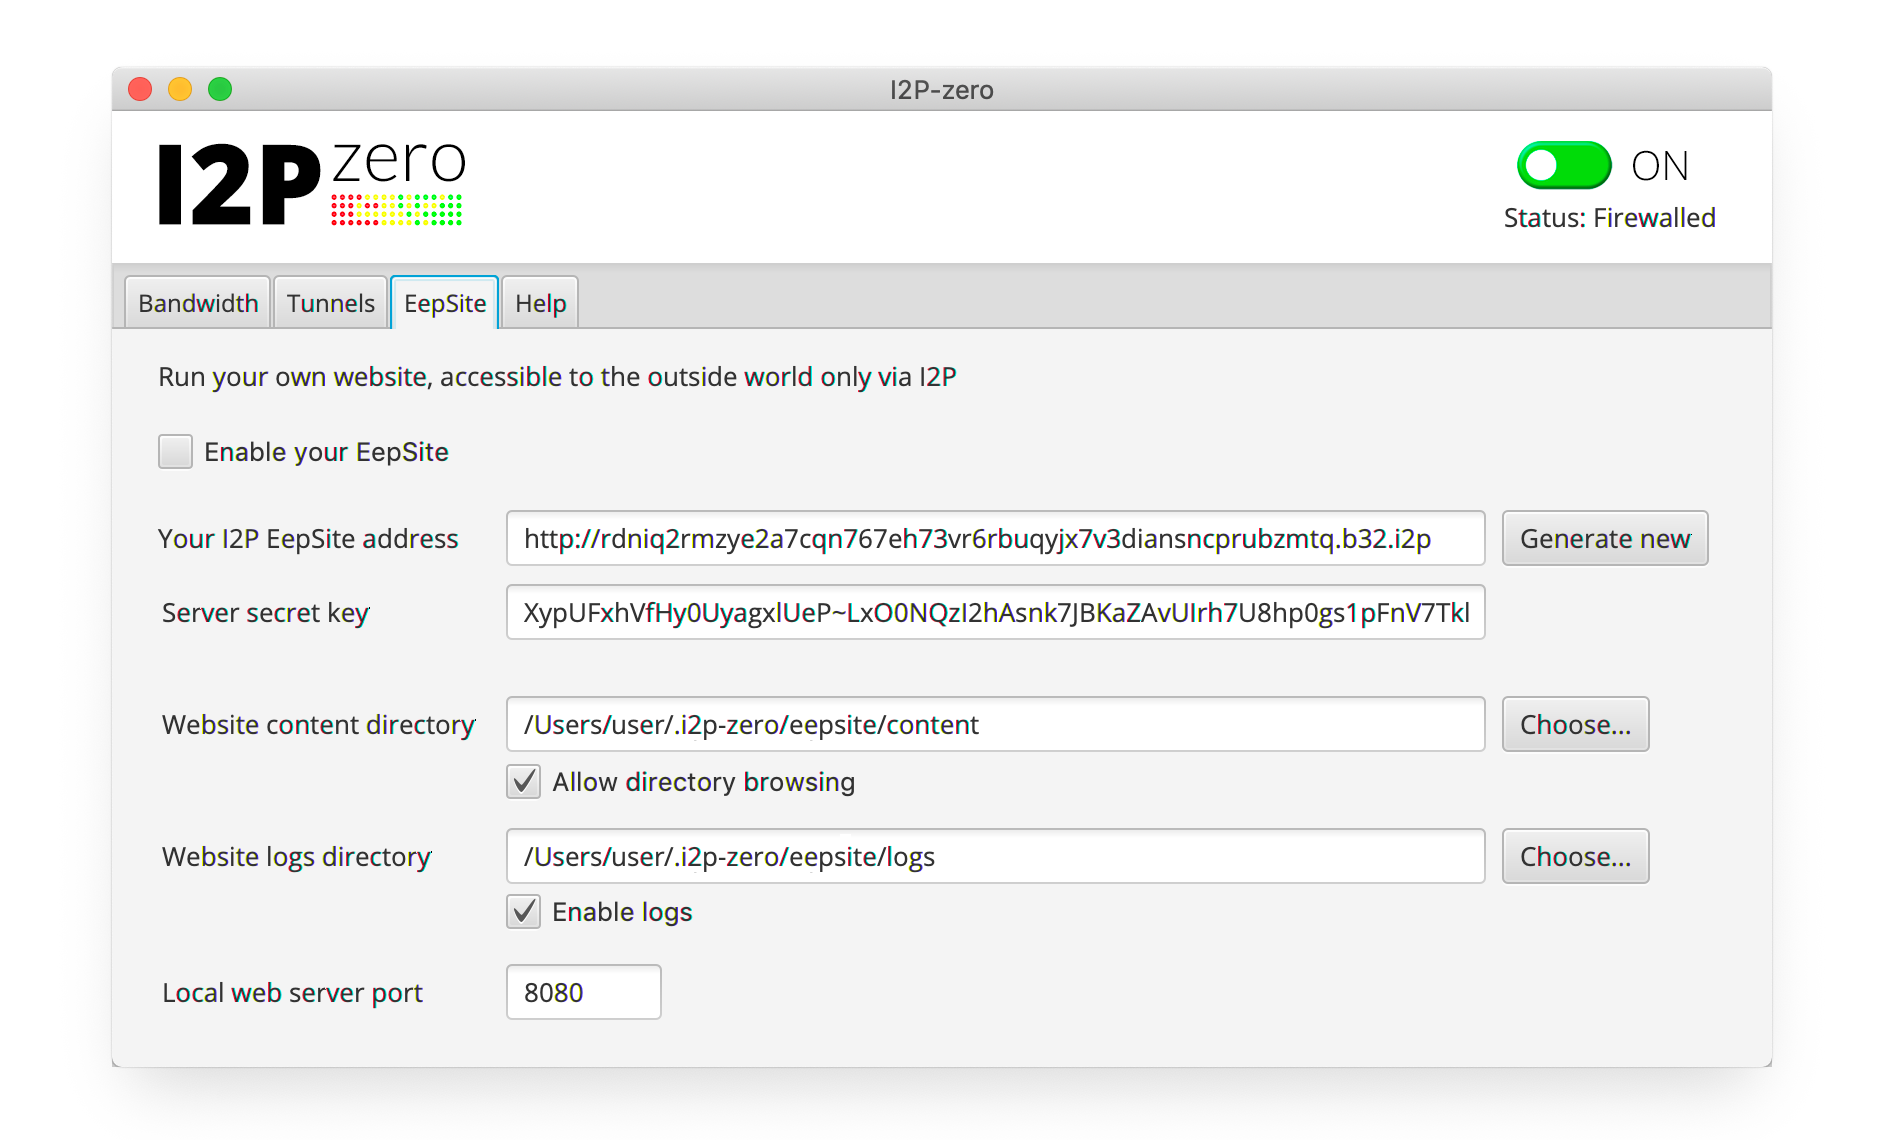 I2P-zero
I2P zero
ON
Status: Firewalled
Bandwidth Tunnels EepSite Help
Run your own website, accessible to the outside world only via I2P
Enable your EepSite
Your I2P EepSite address http://rdniq2rmzye2a7cqn767eh73vr6rbuqyjx7v3diansncprubzmtq.b32.i2p Generate new
Server secret key XypUFxhVfHy0UyagxlUeP~LxO0NQzI2hAsnk7JBKaZAvUIrh7U8hp0gs1pFnV7Tkl
Website content directory /Users/user/.i2p-zero/eepsite/content Choose...
Allow directory browsing
Website logs directory /Users/user/.i2p-zero/eepsite/logs Choose...
Enable logs
Local web server port 8080